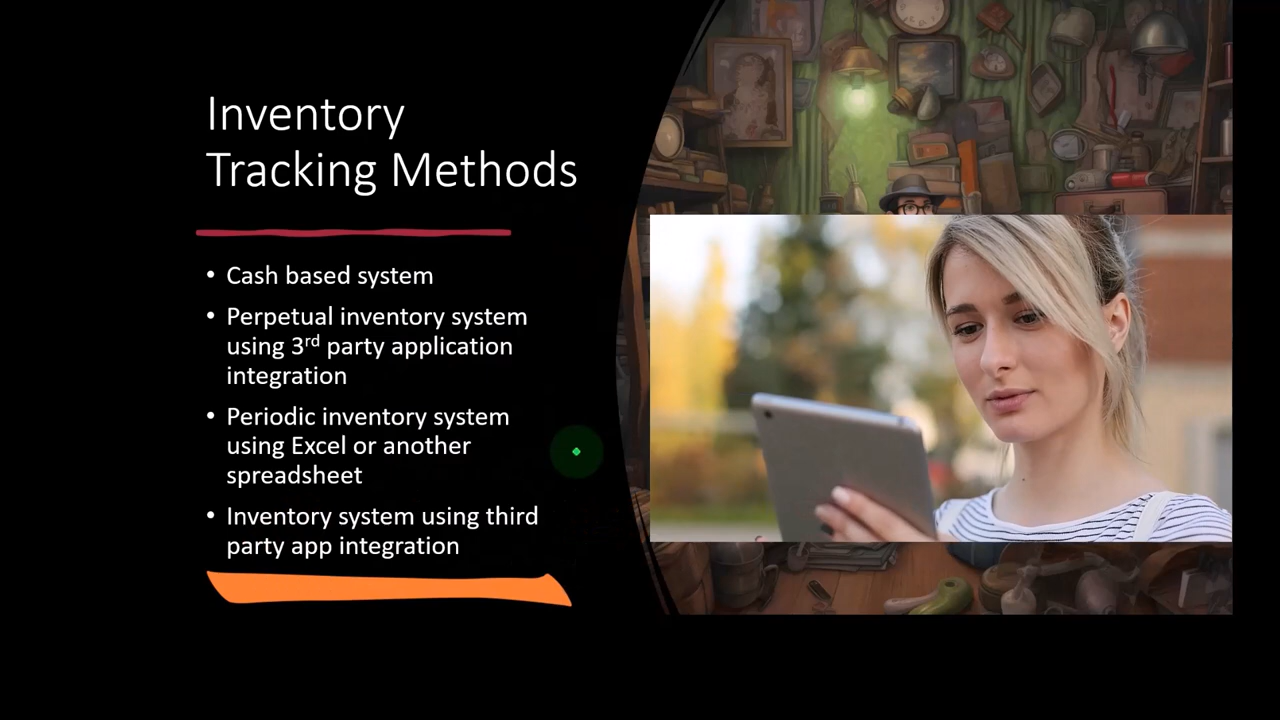 Inventory
Tracking Methods
• Cash based system
• Perpetual inventory system
using 3rd party application
integration
• Periodic inventory system
using Excel or another
spreadsheet
• Inventory system using third
party app integration